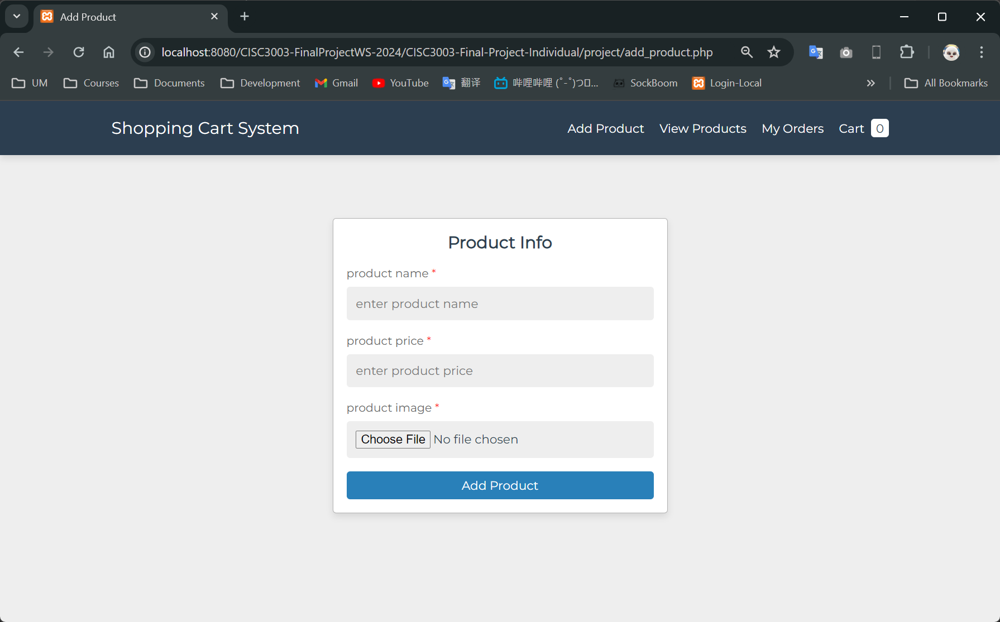 Add Product
localhost:8080/CISC3003-FinalProjectWS-2024/CISC3003-Final-Project-Individual/project/add_product.php
UM Courses Documents Development Gmail YouTube 翻译 哔哩哔哩 (゜-゜)つ... SockBoom Login-Local All Bookmarks
Shopping Cart System Add Product View Products My Orders Cart 0
Product Info
product name *
enter product name
product price *
enter product price
product image *
Choose File No file chosen
Add Product